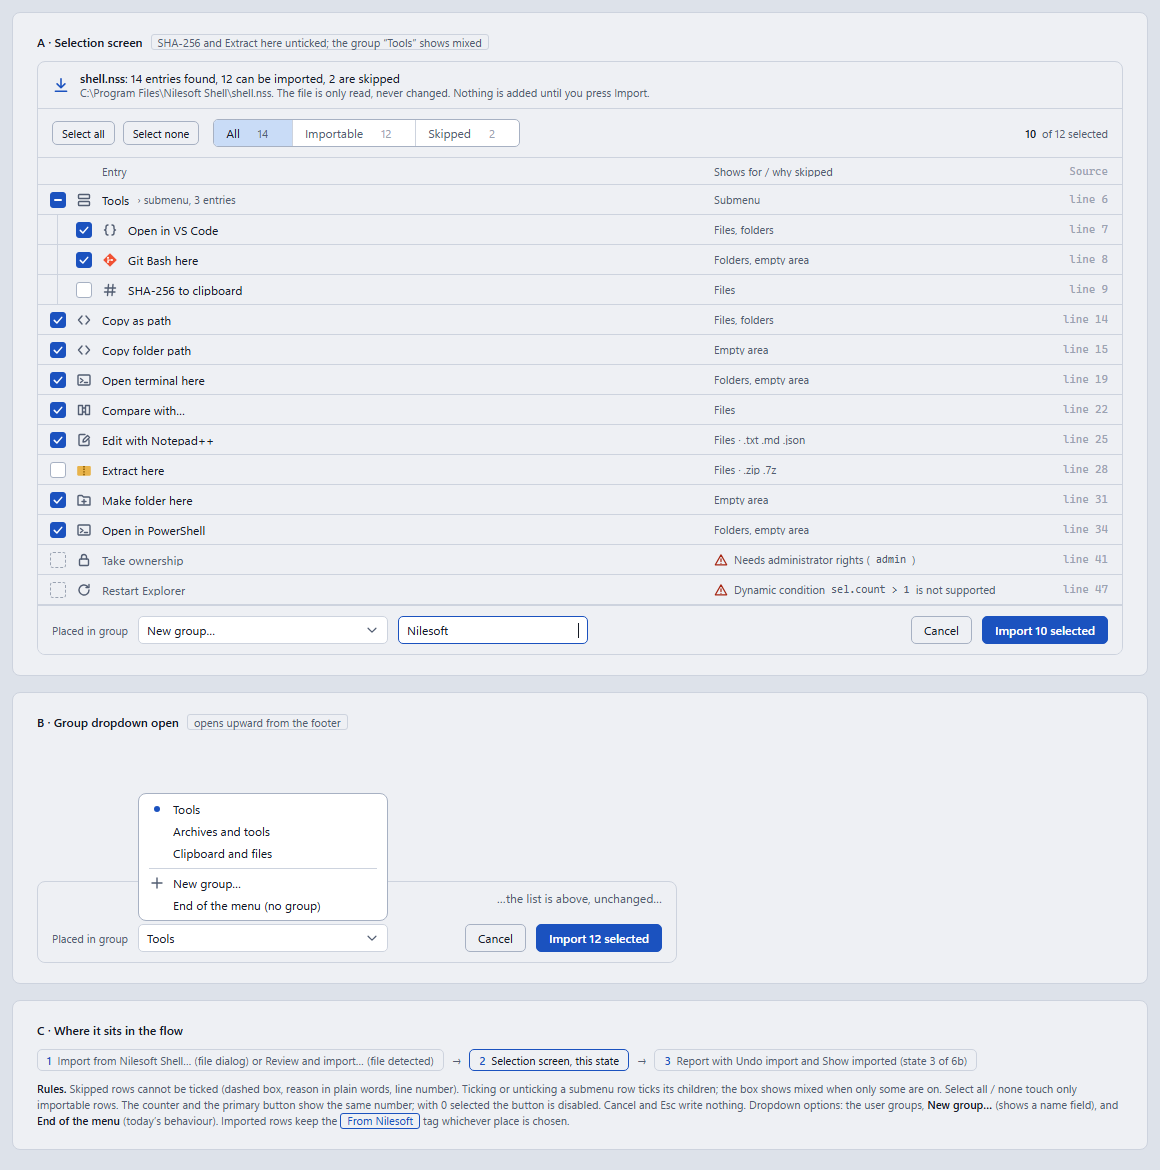 A · Selection screen SHA-256 and Extract here unticked; the group "Tools" shows mixed
shell.nss: 14 entries found, 12 can be imported, 2 are skipped
C:\Program Files\Nilesoft Shell\shell.nss. The file is only read, never changed. Nothing is added until you press Import.
Select all Select none All 14 Importable 12 Skipped 2 10 of 12 selected
Entry Shows for / why skipped Source
Tools › submenu, 3 entries Submenu line 6
Open in VS Code Files, folders line 7
Git Bash here Folders, empty area line 8
SHA-256 to clipboard Files line 9
Copy as path Files, folders line 14
Copy folder path Empty area line 15
Open terminal here Folders, empty area line 19
Compare with... Files line 22
Edit with Notepad++ Files · .txt .md .json line 25
Extract here Files · .zip .7z line 28
Make folder here Empty area line 31
Open in PowerShell Folders, empty area line 34
Take ownership Needs administrator rights ( admin ) line 41
Restart Explorer Dynamic condition sel.count > 1 is not supported line 47
Placed in group New group... Nilesoft Cancel Import 10 selected
B · Group dropdown open opens upward from the footer
Tools
Archives and tools
Clipboard and files
New group...
End of the menu (no group)
...the list is above, unchanged...
Placed in group Tools Cancel Import 12 selected
C · Where it sits in the flow
1 Import from Nilesoft Shell... (file dialog) or Review and import... (file detected) → 2 Selection screen, this state → 3 Report with Undo import and Show imported (state 3 of 6b)
Rules. Skipped rows cannot be ticked (dashed box, reason in plain words, line number). Ticking or unticking a submenu row ticks its children; the box shows mixed when only some are on. Select all / none touch only
importable rows. The counter and the primary button show the same number; with 0 selected the button is disabled. Cancel and Esc write nothing. Dropdown options: the user groups, New group... (shows a name field), and
End of the menu (today's behaviour). Imported rows keep the From Nilesoft tag whichever place is chosen.